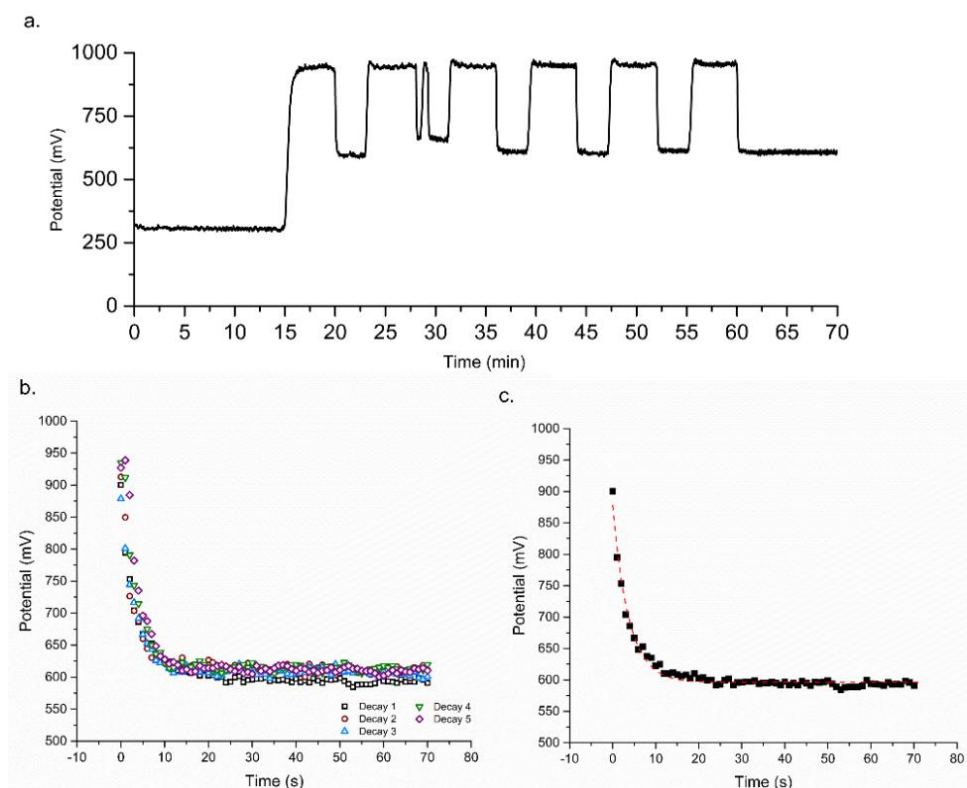 a.
1000
750
500
250
0
Potential (mV)
0 5 10 15 20 25 30 35 40 45 50 55 60 65 70
Time (min)
b.
1000
950
900
850
800
750
700
650
600
550
500
Potential (mV)
Decay 1
Decay 2
Decay 3
Decay 4
Decay 5
-10 0 10 20 30 40 50 60 70 80
Time (s)
c.
1000
950
900
850
800
750
700
650
600
550
500
Potential (mV)
-10 0 10 20 30 40 50 60 70 80
Time (s)